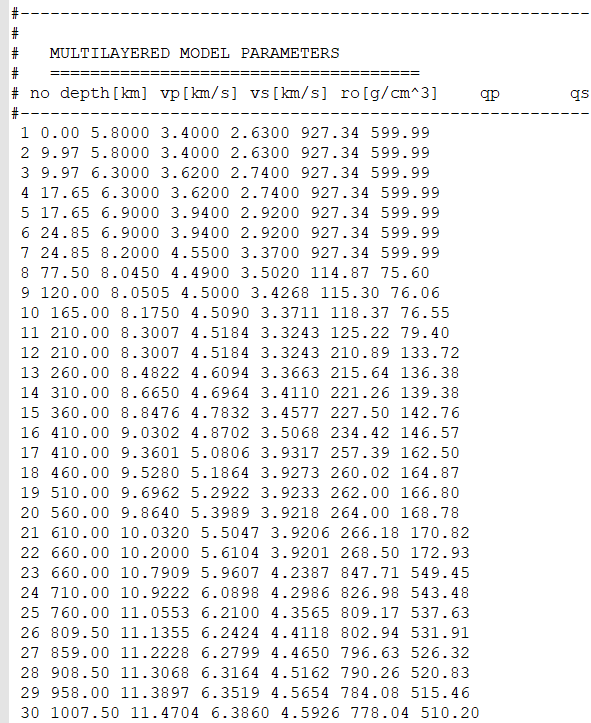 #---------------------------------------------------------
#
#   MULTILAYERED MODEL PARAMETERS
#   =====================================
# no depth[km] vp[km/s] vs[km/s] ro[g/cm^3]    qp       qs
#---------------------------------------------------------
1 0.00 5.8000 3.4000 2.6300 927.34 599.99
2 9.97 5.8000 3.4000 2.6300 927.34 599.99
3 9.97 6.3000 3.6200 2.7400 927.34 599.99
4 17.65 6.3000 3.6200 2.7400 927.34 599.99
5 17.65 6.9000 3.9400 2.9200 927.34 599.99
6 24.85 6.9000 3.9400 2.9200 927.34 599.99
7 24.85 8.2000 4.5500 3.3700 927.34 599.99
8 77.50 8.0450 4.4900 3.5020 114.87 75.60
9 120.00 8.0505 4.5000 3.4268 115.30 76.06
10 165.00 8.1750 4.5090 3.3711 118.37 76.55
11 210.00 8.3007 4.5184 3.3243 125.22 79.40
12 210.00 8.3007 4.5184 3.3243 210.89 133.72
13 260.00 8.4822 4.6094 3.3663 215.64 136.38
14 310.00 8.6650 4.6964 3.4110 221.26 139.38
15 360.00 8.8476 4.7832 3.4577 227.50 142.76
16 410.00 9.0302 4.8702 3.5068 234.42 146.57
17 410.00 9.3601 5.0806 3.9317 257.39 162.50
18 460.00 9.5280 5.1864 3.9273 260.02 164.87
19 510.00 9.6962 5.2922 3.9233 262.00 166.80
20 560.00 9.8640 5.3989 3.9218 264.00 168.78
21 610.00 10.0320 5.5047 3.9206 266.18 170.82
22 660.00 10.2000 5.6104 3.9201 268.50 172.93
23 660.00 10.7909 5.9607 4.2387 847.71 549.45
24 710.00 10.9222 6.0898 4.2986 826.98 543.48
25 760.00 11.0553 6.2100 4.3565 809.17 537.63
26 809.50 11.1355 6.2424 4.4118 802.94 531.91
27 859.00 11.2228 6.2799 4.4650 796.63 526.32
28 908.50 11.3068 6.3164 4.5162 790.26 520.83
29 958.00 11.3897 6.3519 4.5654 784.08 515.46
30 1007.50 11.4704 6.3860 4.5926 778.04 510.20